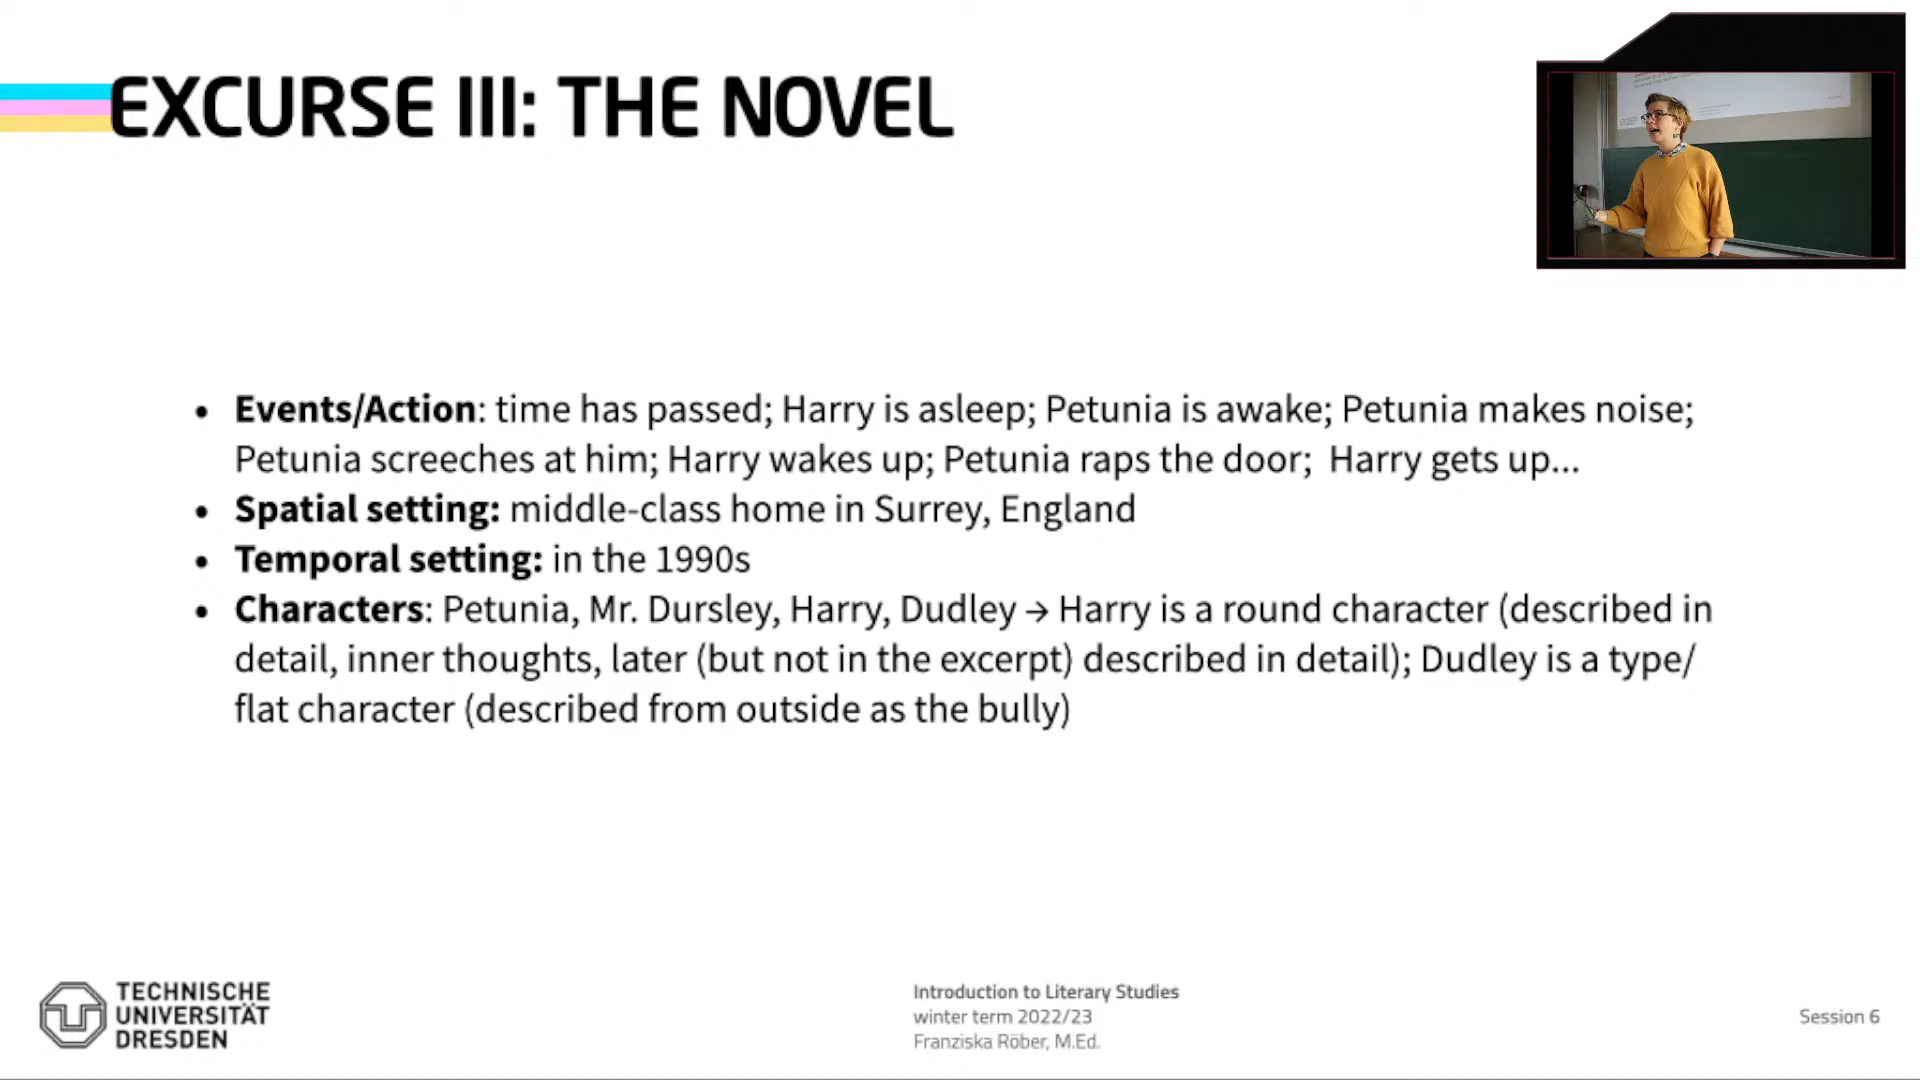 EXCURSE III: THE NOVEL
• Events/Action: time has passed; Harry is asleep; Petunia is awake; Petunia makes noise;
Petunia screeches at him; Harry wakes up; Petunia raps the door;  Harry gets up...
• Spatial setting: middle-class home in Surrey, England
• Temporal setting: in the 1990s
• Characters: Petunia, Mr. Dursley, Harry, Dudley → Harry is a round character (described in
detail, inner thoughts, later (but not in the excerpt) described in detail); Dudley is a type/
flat character (described from outside as the bully)
TECHNISCHE
UNIVERSITÄT
DRESDEN
Introduction to Literary Studies
winter term 2022/23
Franziska Röber, M.Ed.
Session 6